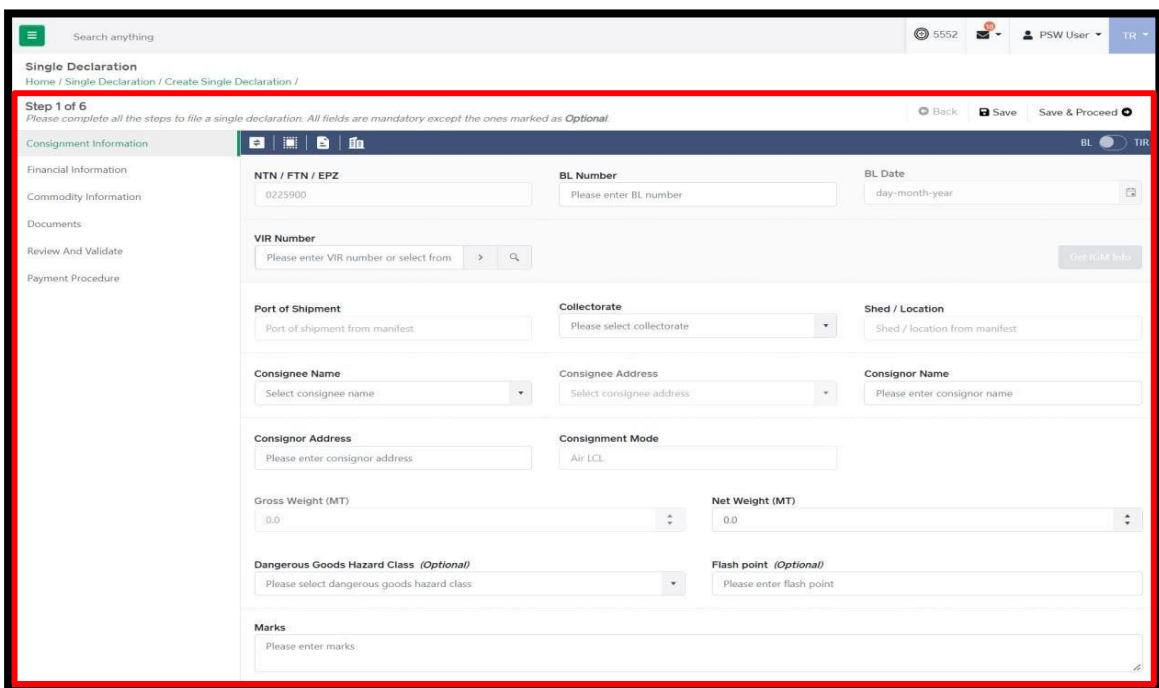 Search anything
5552
18
PSW User
TR
Single Declaration
Home / Single Declaration / Create Single Declaration /
Step 1 of 6
Please complete all the steps to file a single declaration. All fields are mandatory except the ones marked as Optional.
Back
Save
Save & Proceed
Consignment Information
Financial Information
Commodity Information
Documents
Review And Validate
Payment Procedure
BL TIR
NTN / FTN / EPZ
0225900
BL Number
Please enter BL number
BL Date
day-month-year
VIR Number
Please enter VIR number or select from
Get IGM Info
Port of Shipment
Port of shipment from manifest
Collectorate
Please select collectorate
Shed / Location
Shed / location from manifest
Consignee Name
Select consignee name
Consignee Address
Select consignee address
Consignor Name
Please enter consignor name
Consignor Address
Please enter consignor address
Consignment Mode
Air LCL
Gross Weight (MT)
0.0
Net Weight (MT)
0.0
Dangerous Goods Hazard Class (Optional)
Please select dangerous goods hazard class
Flash point (Optional)
Please enter flash point
Marks
Please enter marks